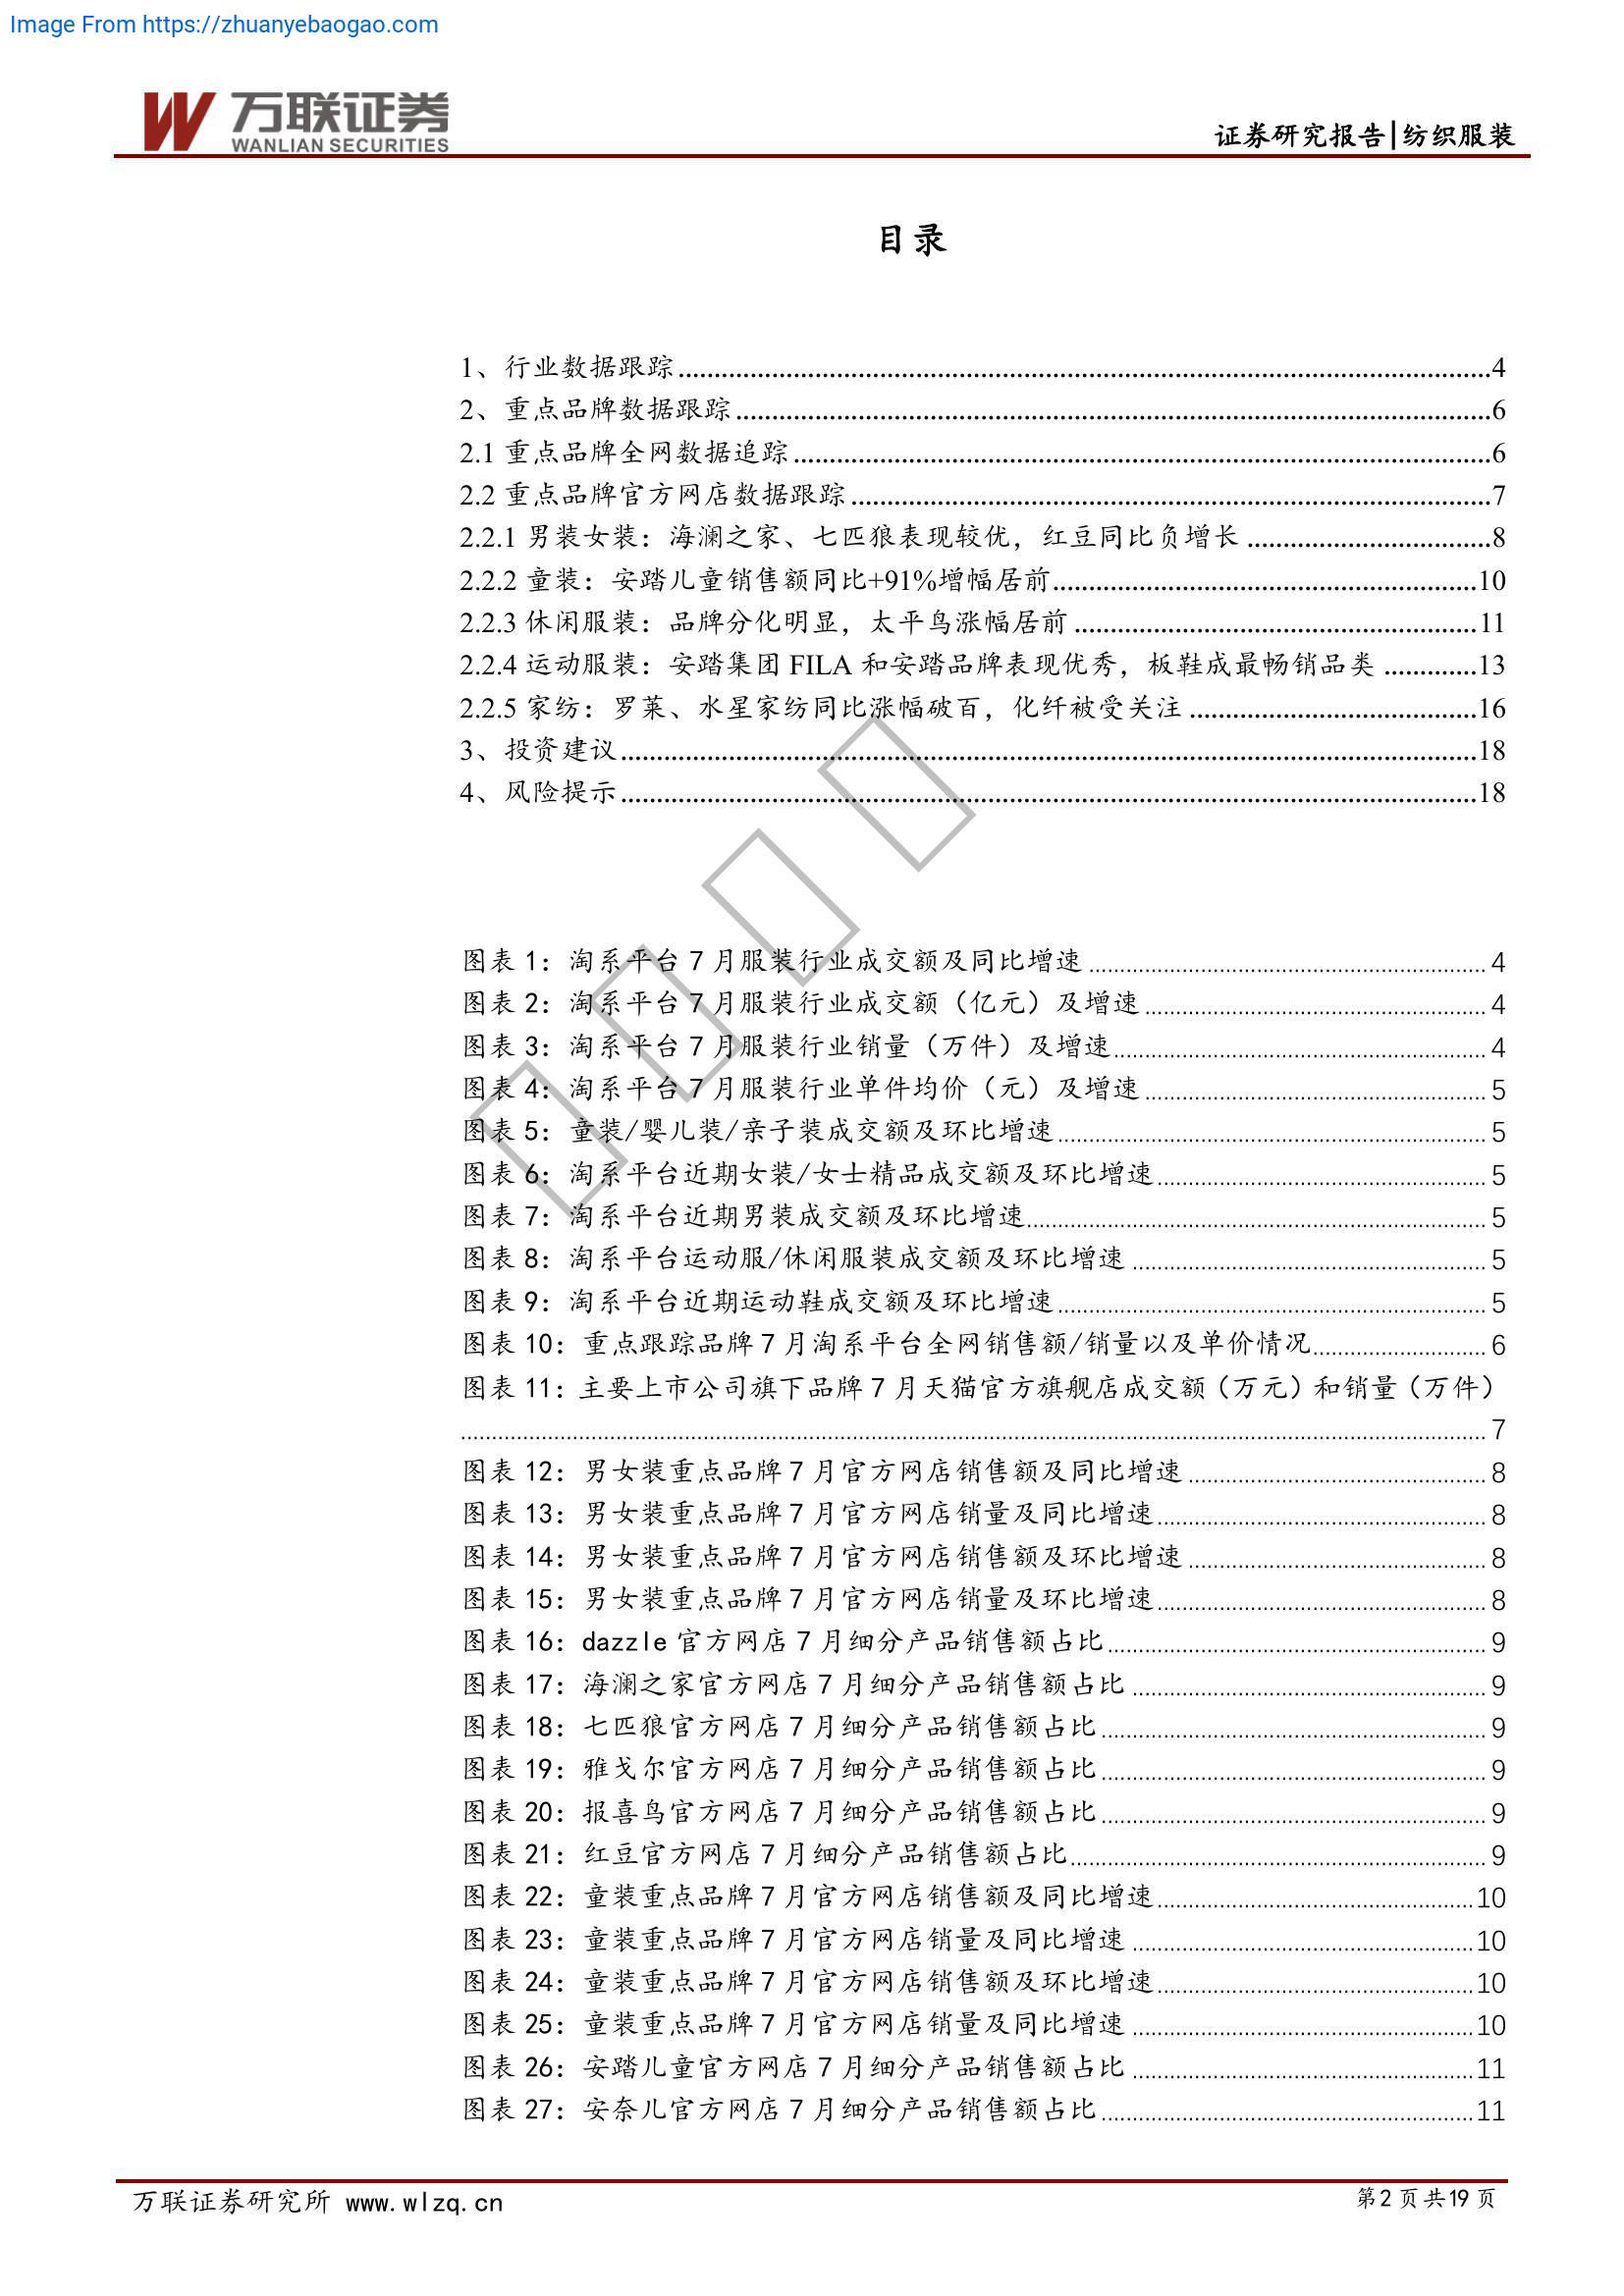 Image From https://zhuanyebaogao.com
万联证券
WANLIAN SECURITIES
证券研究报告|纺织服装
目录
1、行业数据跟踪........4
2、重点品牌数据跟踪........6
2.1 重点品牌全网数据追踪........6
2.2 重点品牌官方网店数据跟踪........7
2.2.1 男装女装：海澜之家、七匹狼表现较优，红豆同比负增长........8
2.2.2 童装：安踏儿童销售额同比+91%增幅居前........10
2.2.3 休闲服装：品牌分化明显，太平鸟涨幅居前........11
2.2.4 运动服装：安踏集团 FILA 和安踏品牌表现优秀，板鞋成最畅销品类........13
2.2.5 家纺：罗莱、水星家纺同比涨幅破百，化纤被受关注........16
3、投资建议........18
4、风险提示........18
图表 1：淘系平台 7 月服装行业成交额及同比增速........4
图表 2：淘系平台 7 月服装行业成交额（亿元）及增速........4
图表 3：淘系平台 7 月服装行业销量（万件）及增速........4
图表 4：淘系平台 7 月服装行业单件均价（元）及增速........5
图表 5：童装/婴儿装/亲子装成交额及环比增速........5
图表 6：淘系平台近期女装/女士精品成交额及环比增速........5
图表 7：淘系平台近期男装成交额及环比增速........5
图表 8：淘系平台运动服/休闲服装成交额及环比增速........5
图表 9：淘系平台近期运动鞋成交额及环比增速........5
图表 10：重点跟踪品牌 7 月淘系平台全网销售额/销量以及单价情况........6
图表 11：主要上市公司旗下品牌 7 月天猫官方旗舰店成交额（万元）和销量（万件）
........7
图表 12：男女装重点品牌 7 月官方网店销售额及同比增速........8
图表 13：男女装重点品牌 7 月官方网店销量及同比增速........8
图表 14：男女装重点品牌 7 月官方网店销售额及环比增速........8
图表 15：男女装重点品牌 7 月官方网店销量及环比增速........8
图表 16：dazzle 官方网店 7 月细分产品销售额占比........9
图表 17：海澜之家官方网店 7 月细分产品销售额占比........9
图表 18：七匹狼官方网店 7 月细分产品销售额占比........9
图表 19：雅戈尔官方网店 7 月细分产品销售额占比........9
图表 20：报喜鸟官方网店 7 月细分产品销售额占比........9
图表 21：红豆官方网店 7 月细分产品销售额占比........9
图表 22：童装重点品牌 7 月官方网店销售额及同比增速........10
图表 23：童装重点品牌 7 月官方网店销量及同比增速........10
图表 24：童装重点品牌 7 月官方网店销售额及环比增速........10
图表 25：童装重点品牌 7 月官方网店销量及同比增速........10
图表 26：安踏儿童官方网店 7 月细分产品销售额占比........11
图表 27：安奈儿官方网店 7 月细分产品销售额占比........11
万联证券研究所 www.wlzq.cn
第 2 页 共 19 页